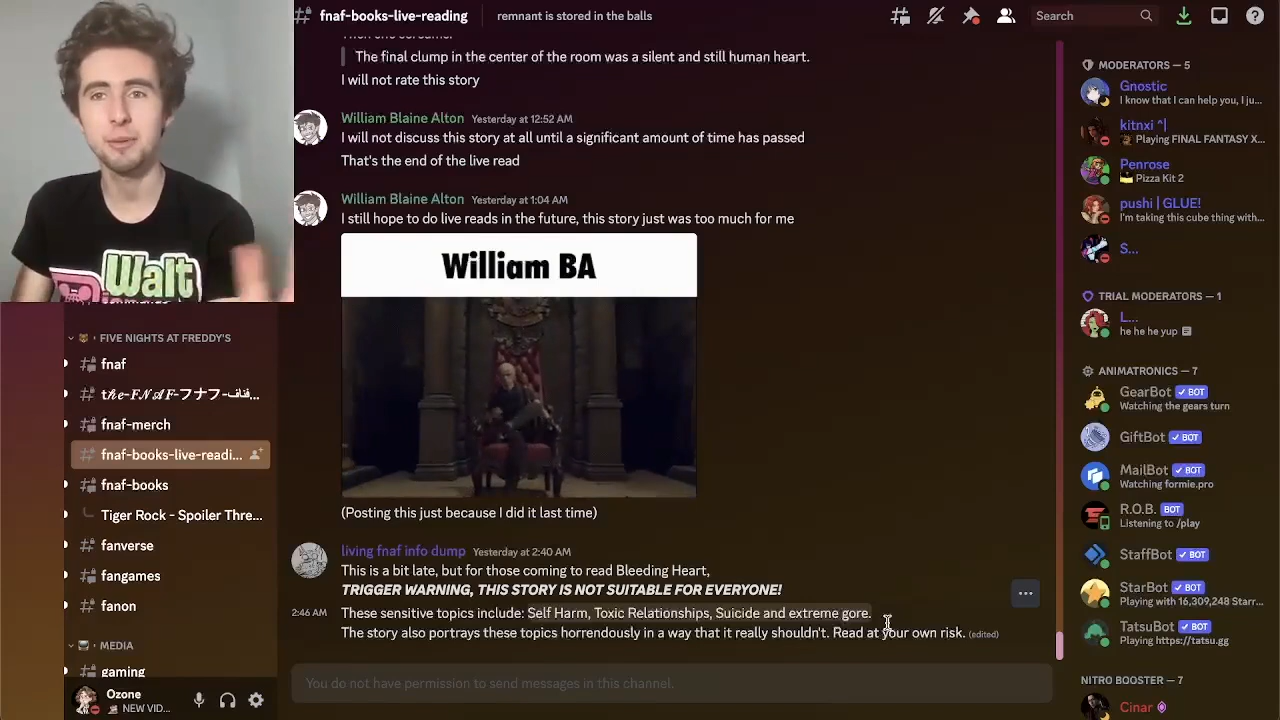 fnaf-books-live-reading
remnant is stored in the balls
Search
The final clump in the center of the room was a silent and still human heart.
I will not rate this story
William Blaine Alton Yesterday at 12:52 AM
I will not discuss this story at all until a significant amount of time has passed
That's the end of the live read
William Blaine Alton Yesterday at 1:04 AM
I still hope to do live reads in the future, this story just was too much for me
William BA
(Posting this just because I did it last time)
living fnaf info dump Yesterday at 2:40 AM
This is a bit late, but for those coming to read Bleeding Heart,
TRIGGER WARNING, THIS STORY IS NOT SUITABLE FOR EVERYONE!
2:46 AM
These sensitive topics include: Self Harm, Toxic Relationships, Suicide and extreme gore.
The story also portrays these topics horrendously in a way that it really shouldn't. Read at your own risk. (edited)
You do not have permission to send messages in this channel.
Walt
FIVE NIGHTS AT FREDDY'S
fnaf
fnaf-merch
fnaf-books-live-readi...
fnaf-books
Tiger Rock - Spoiler Thre...
fanverse
fangames
fanon
MEDIA
gaming
Ozone
NEW VID...
MODERATORS — 5
Gnostic
I know that I can help you, I ju...
kitnxi ^|
Playing FINAL FANTASY X...
Penrose
Pizza Kit 2
pushi | GLUE!
I'm taking this cube thing with...
S...
TRIAL MODERATORS — 1
L...
he he he yup
ANIMATRONICS — 7
GearBot BOT
Watching the gears turn
GiftBot BOT
MailBot BOT
Watching formie.pro
R.O.B. BOT
Listening to /play
StaffBot BOT
StarBot BOT
Playing with 16,309,248 Starr...
TatsuBot BOT
Playing https://tatsu.gg
NITRO BOOSTER — 7
Cinar